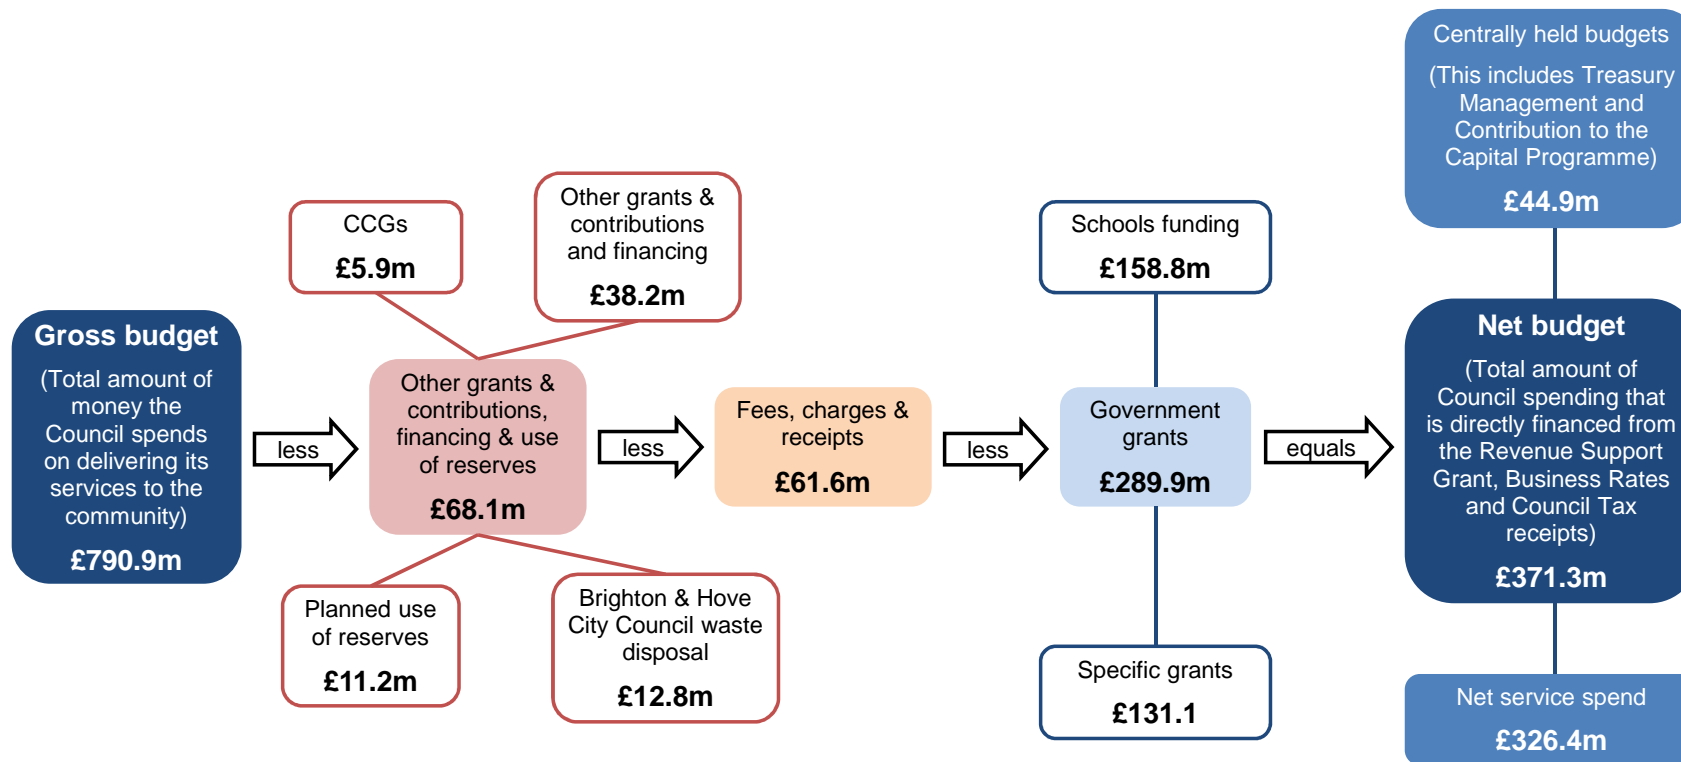 Gross budget
(Total amount of
money the
Council spends
on delivering its
services to the
community)
£790.9m
less
CCGs
£5.9m
Other grants &
contributions
and financing
£38.2m
Other grants &
contributions,
financing & use
of reserves
£68.1m
Planned use
of reserves
£11.2m
Brighton & Hove
City Council waste
disposal
£12.8m
less
Fees, charges &
receipts
£61.6m
less
Schools funding
£158.8m
Government
grants
£289.9m
Specific grants
£131.1
equals
Centrally held budgets
(This includes Treasury
Management and
Contribution to the
Capital Programme)
£44.9m
Net budget
(Total amount of
Council spending that
is directly financed from
the Revenue Support
Grant, Business Rates
and Council Tax
receipts)
£371.3m
Net service spend
£326.4m